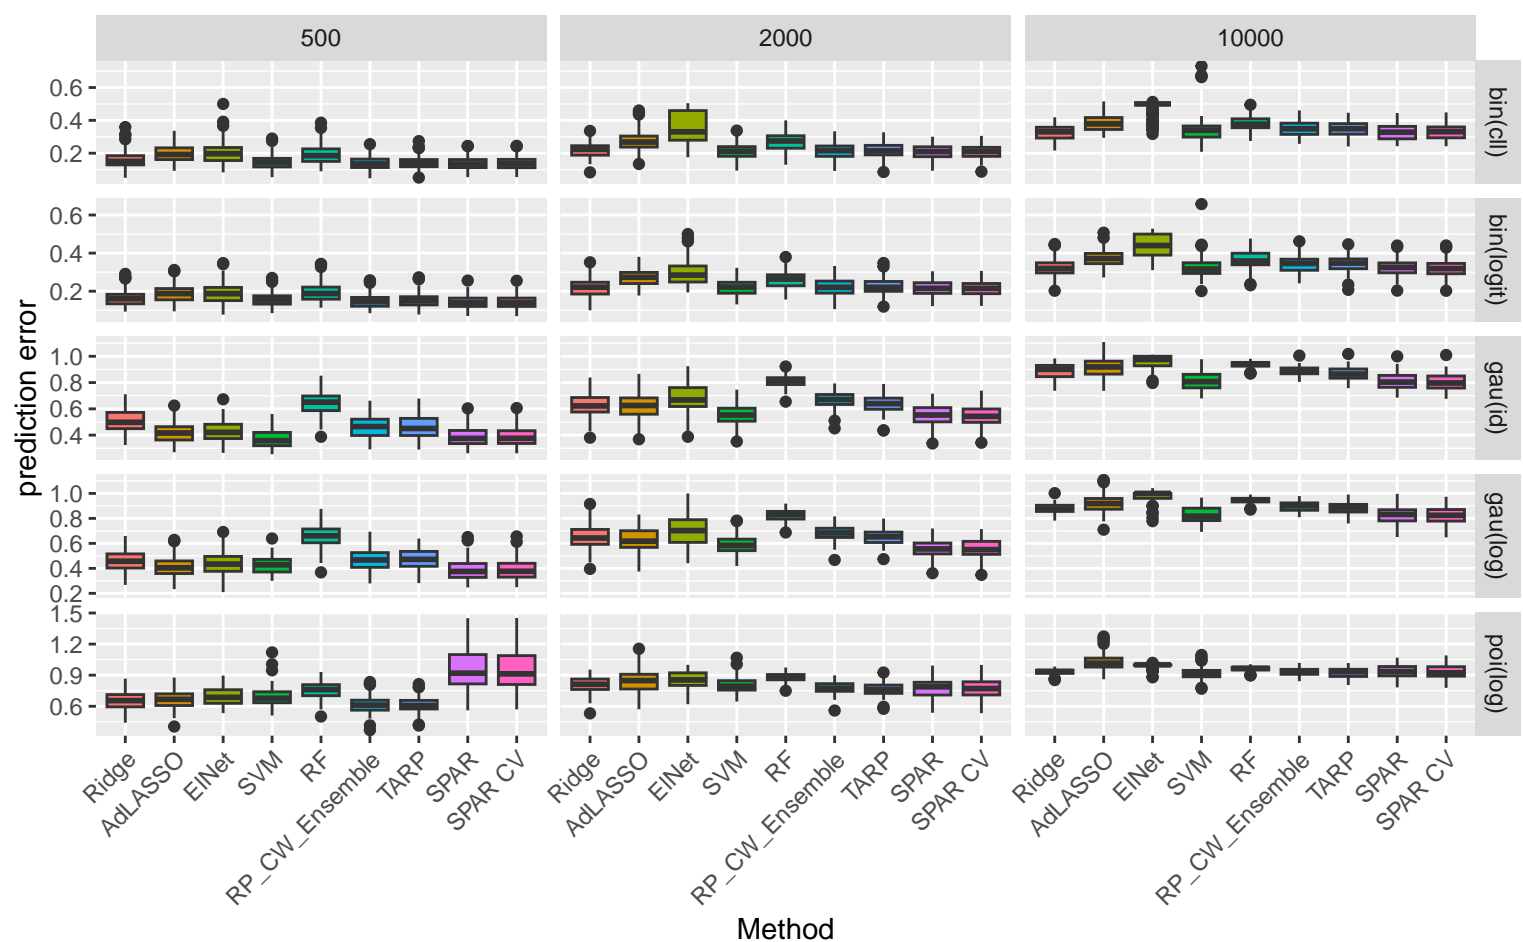 500 2000 10000
prediction error
0.6
0.4
0.2
bin(cll)
0.6
0.4
0.2
bin(logit)
1.0
0.8
0.6
0.4
gau(id)
1.0
0.8
0.6
0.4
0.2
gau(log)
1.5
1.2
0.9
0.6
poi(log)
Ridge
AdLASSO
ElNet
SVM
RF
RP_CW_Ensemble
TARP
SPAR
SPAR CV
Ridge
AdLASSO
ElNet
SVM
RF
RP_CW_Ensemble
TARP
SPAR
SPAR CV
Ridge
AdLASSO
ElNet
SVM
RF
RP_CW_Ensemble
TARP
SPAR
SPAR CV
Method